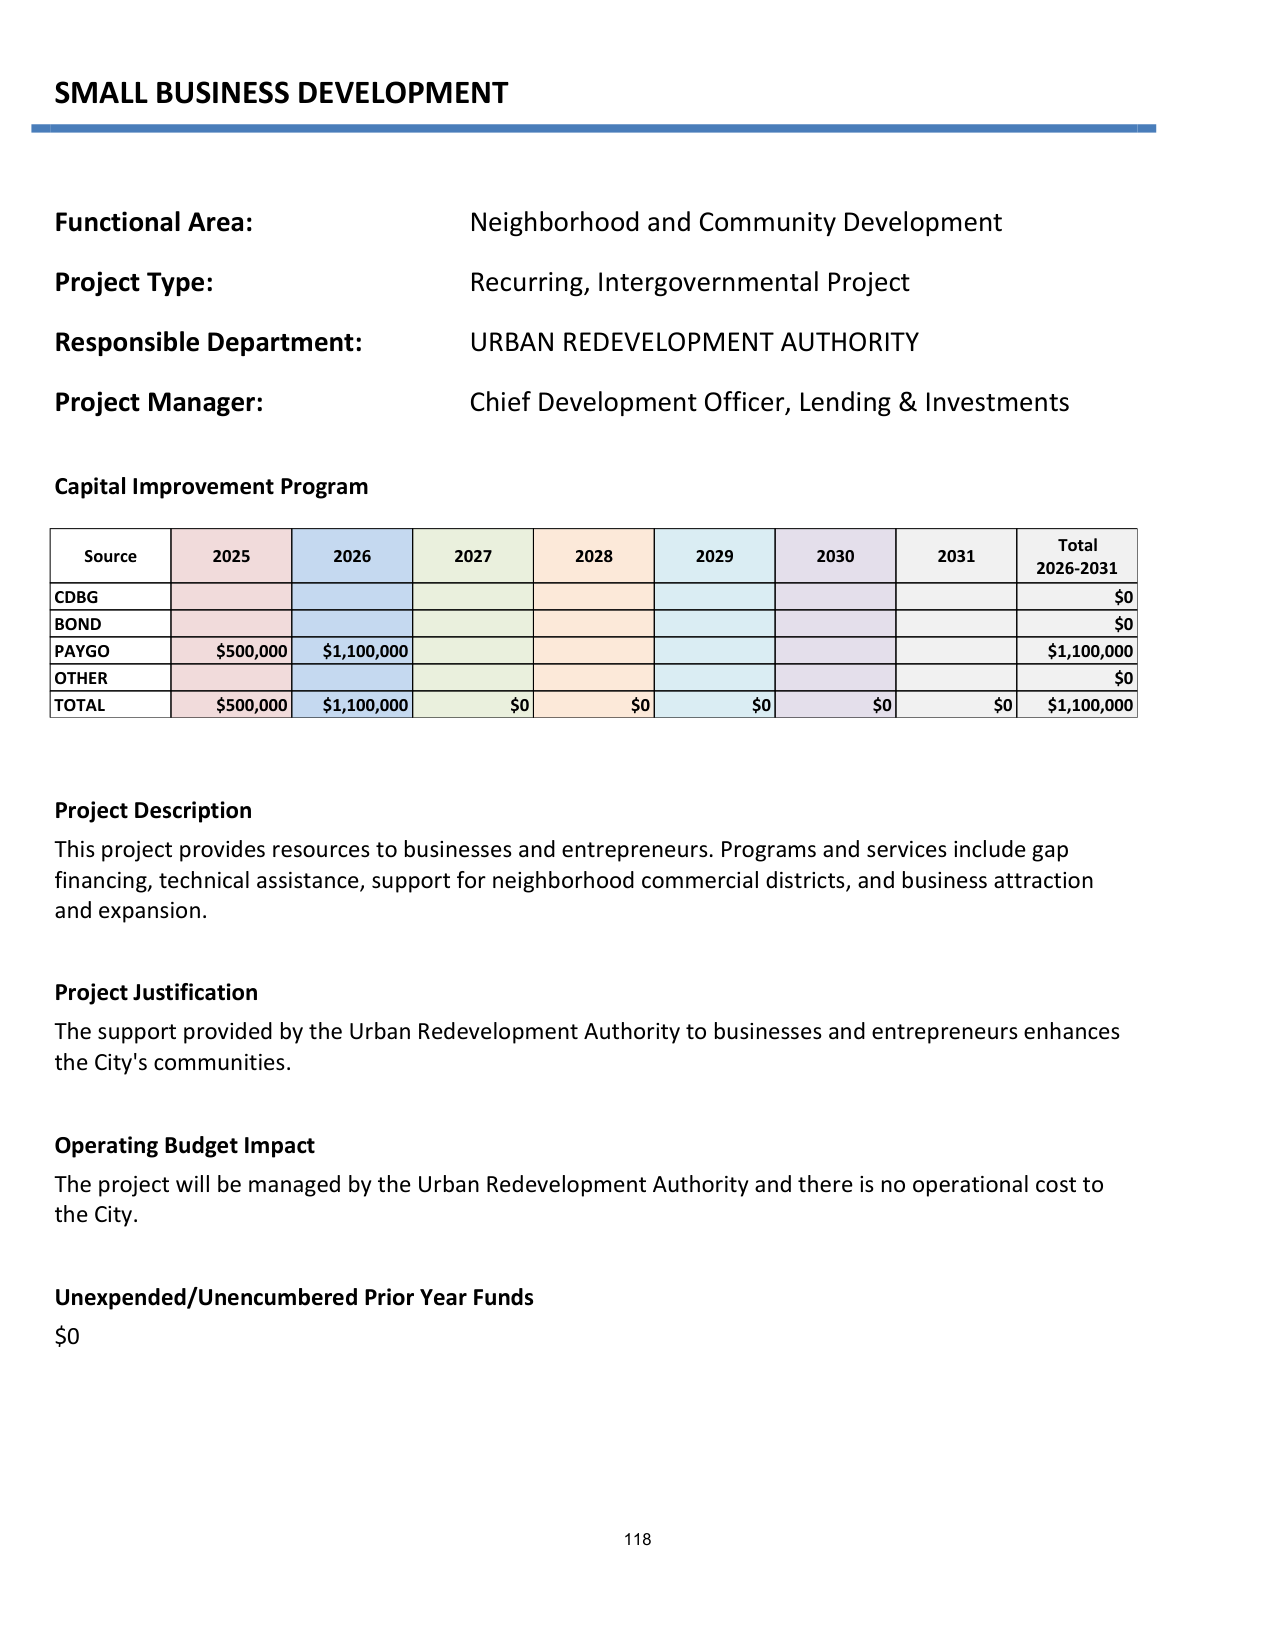 SMALL BUSINESS DEVELOPMENT
Functional Area: Neighborhood and Community Development
Project Type: Recurring, Intergovernmental Project
Responsible Department: URBAN REDEVELOPMENT AUTHORITY
Project Manager: Chief Development Officer, Lending & Investments
Capital Improvement Program
Source 2025 2026 2027 2028 2029 2030 2031 Total 2026-2031
CDBG $0
BOND $0
PAYGO $500,000 $1,100,000 $1,100,000
OTHER $0
TOTAL $500,000 $1,100,000 $0 $0 $0 $0 $0 $1,100,000
Project Description
This project provides resources to businesses and entrepreneurs. Programs and services include gap
financing, technical assistance, support for neighborhood commercial districts, and business attraction
and expansion.
Project Justification
The support provided by the Urban Redevelopment Authority to businesses and entrepreneurs enhances
the City's communities.
Operating Budget Impact
The project will be managed by the Urban Redevelopment Authority and there is no operational cost to
the City.
Unexpended/Unencumbered Prior Year Funds
$0
118